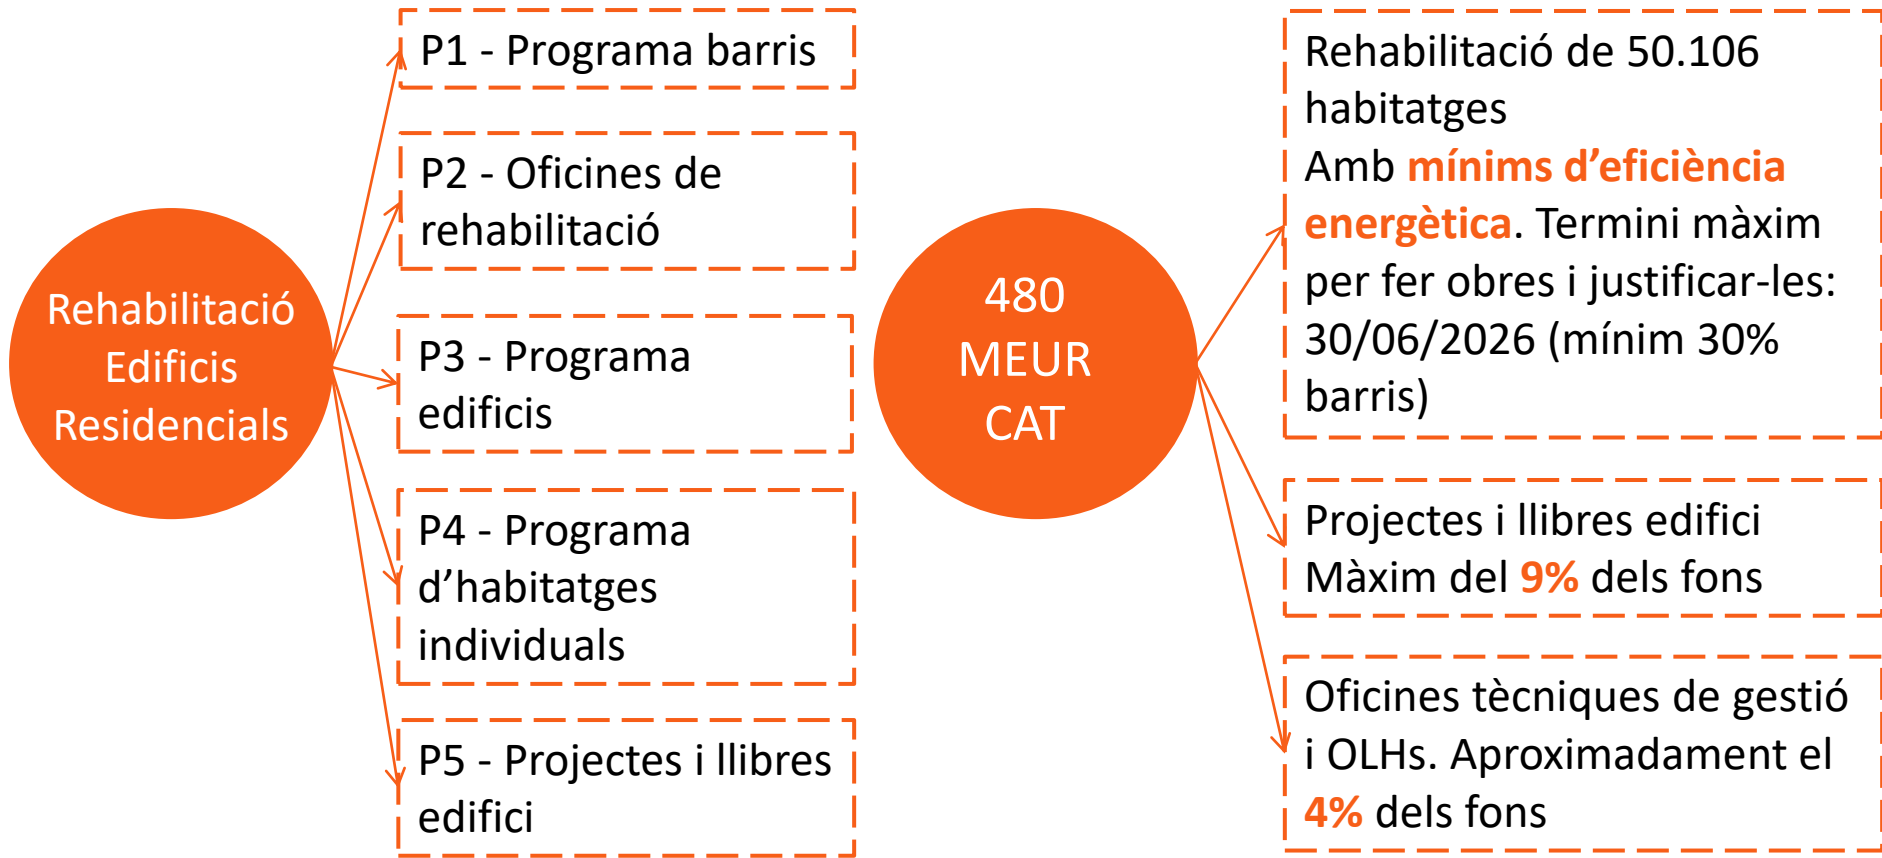 Rehabilitació
Edificis
Residencials
P1 - Programa barris
P2 - Oficines de
rehabilitació
P3 - Programa
edificis
P4 - Programa
d’habitatges
individuals
P5 - Projectes i llibres
edifici
480
MEUR
CAT
Rehabilitació de 50.106
habitatges
Amb mínims d’eficiència
energètica. Termini màxim
per fer obres i justificar-les:
30/06/2026 (mínim 30%
barris)
Projectes i llibres edifici
Màxim del 9% dels fons
Oficines tècniques de gestió
i OLHs. Aproximadament el
4% dels fons